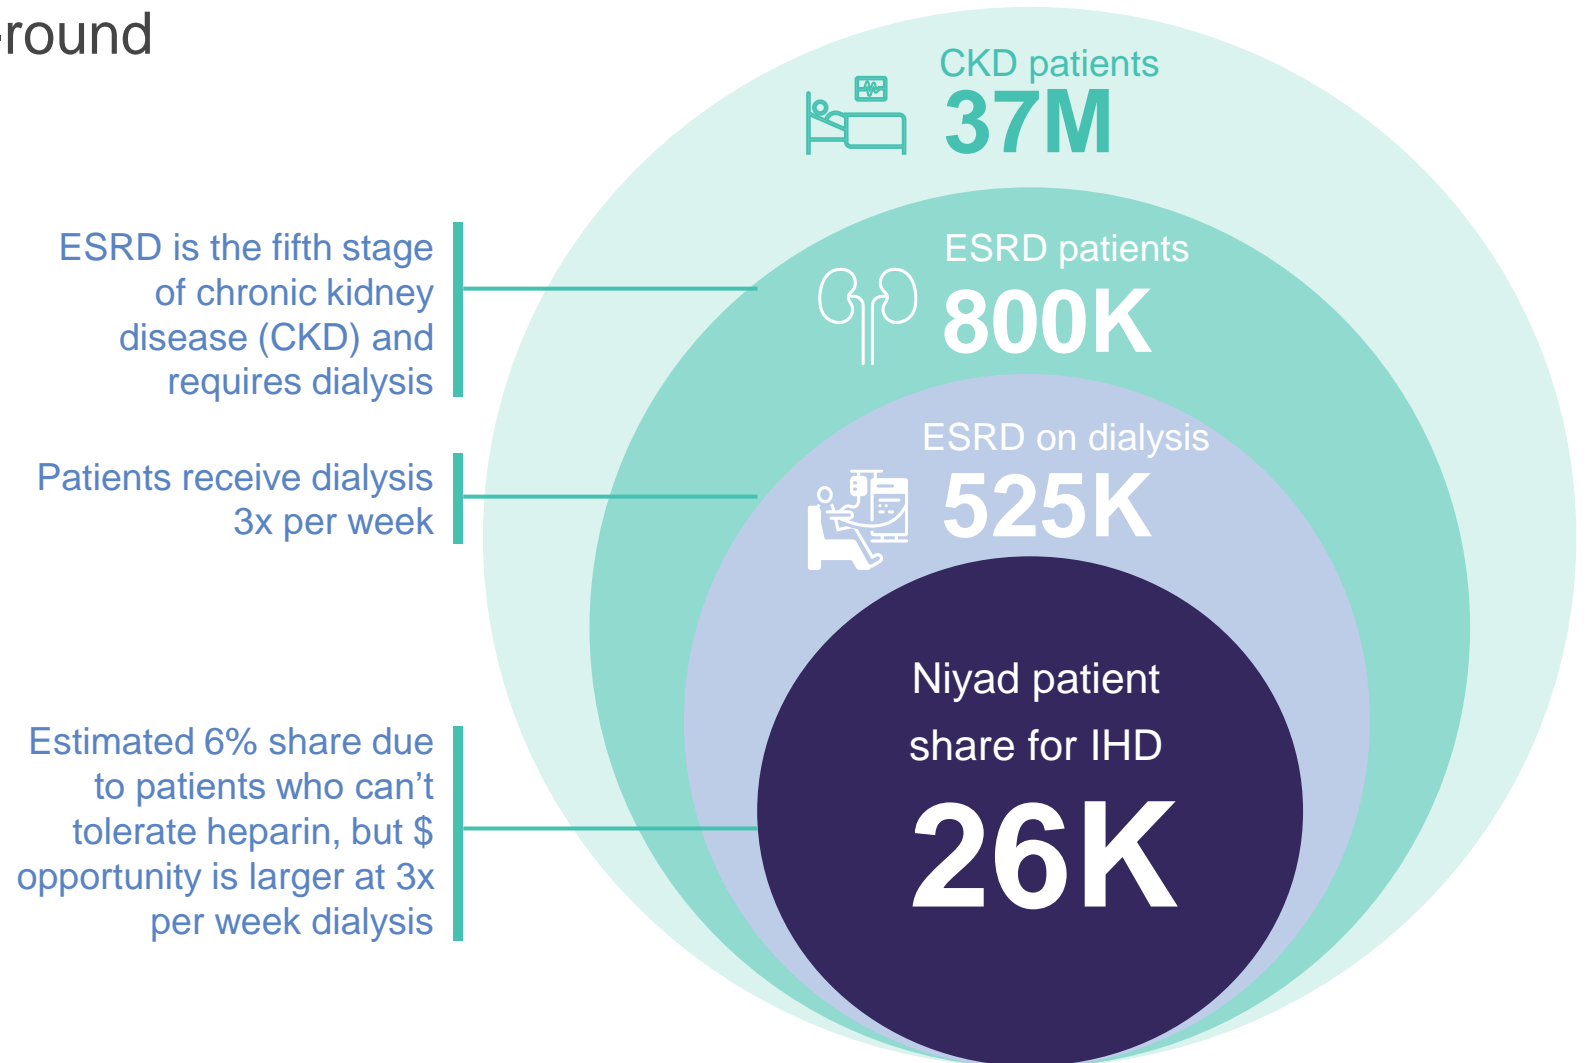 -round
CKD patients
37M
ESRD is the fifth stage
of chronic kidney
disease (CKD) and
requires dialysis
ESRD patients
800K
Patients receive dialysis
3x per week
ESRD on dialysis
525K
Estimated 6% share due
to patients who can’t
tolerate heparin, but $
opportunity is larger at 3x
per week dialysis
Niyad patient
share for IHD
26K